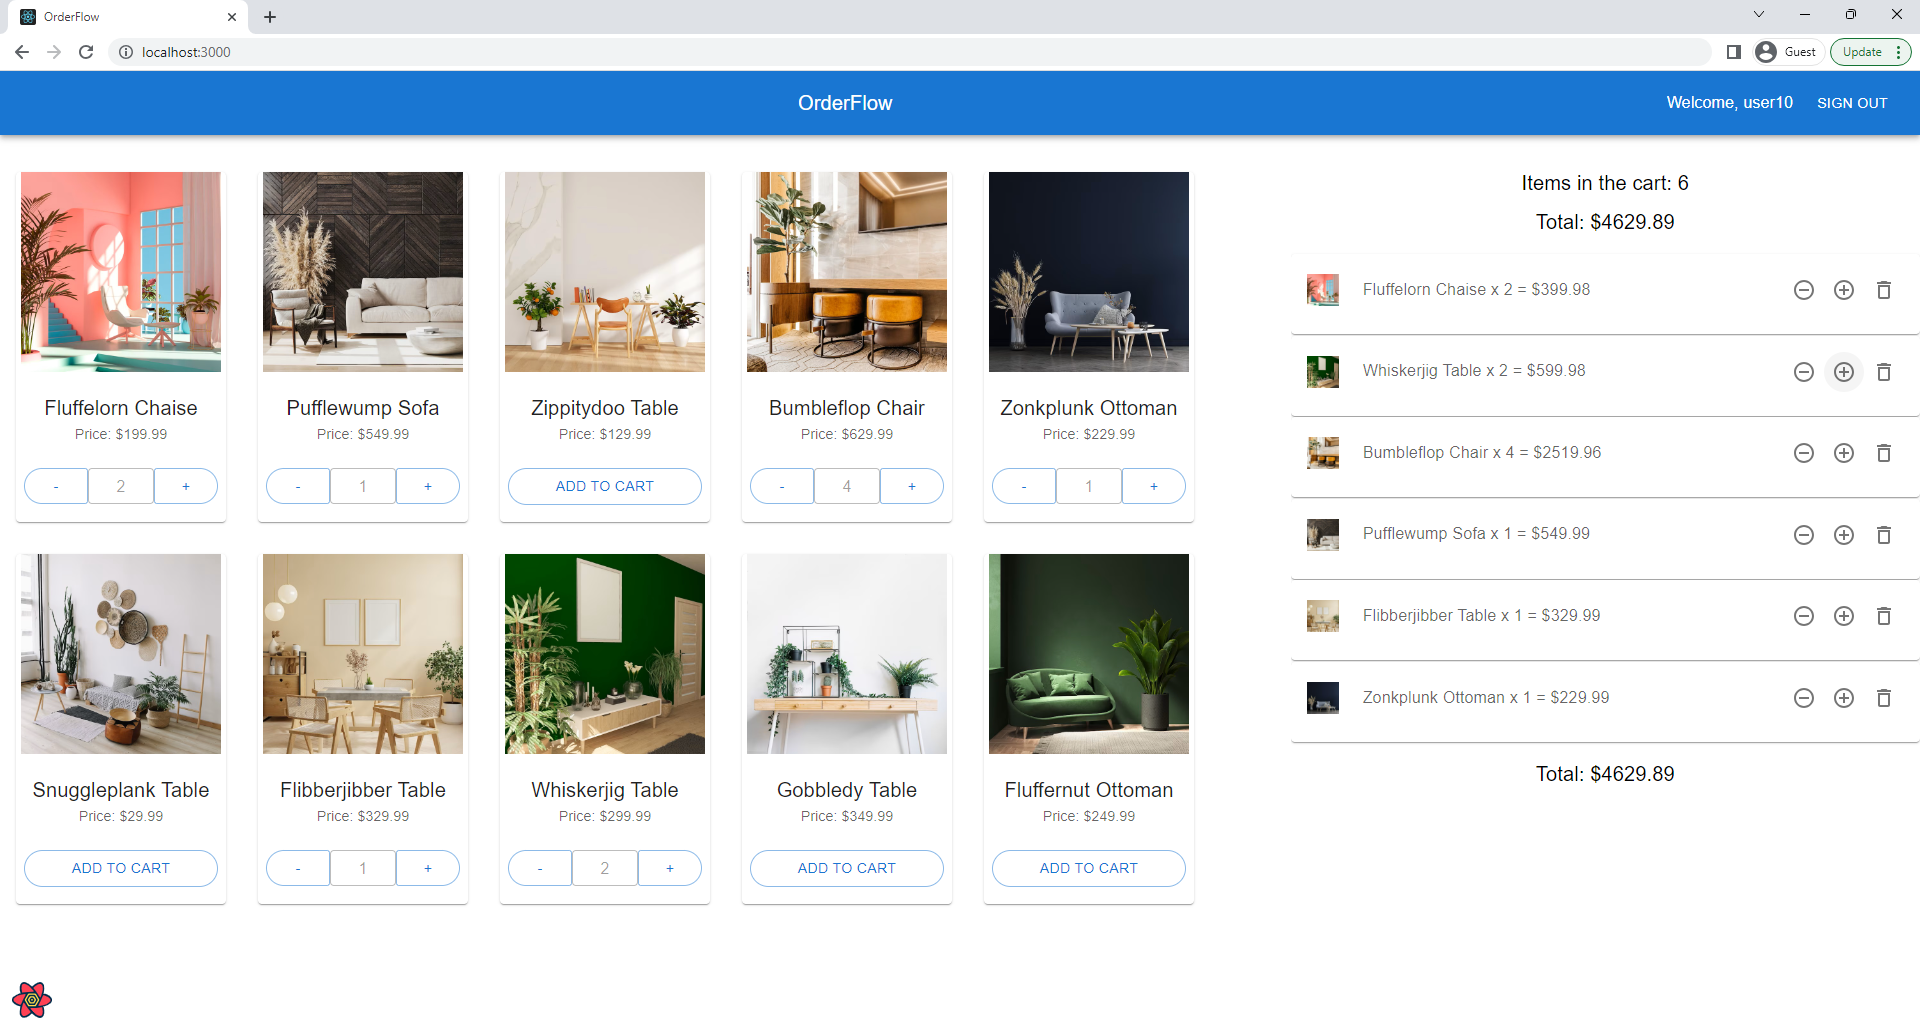 OrderFlow
localhost:3000
Guest
Update
OrderFlow
Welcome, user10
SIGN OUT
Fluffelorn Chaise
Price: $199.99
- 2 +
Pufflewump Sofa
Price: $549.99
- 1 +
Zippitydoo Table
Price: $129.99
ADD TO CART
Bumbleflop Chair
Price: $629.99
- 4 +
Zonkplunk Ottoman
Price: $229.99
- 1 +
Snuggleplank Table
Price: $29.99
ADD TO CART
Flibberjibber Table
Price: $329.99
- 1 +
Whiskerjig Table
Price: $299.99
- 2 +
Gobbledy Table
Price: $349.99
ADD TO CART
Fluffernut Ottoman
Price: $249.99
ADD TO CART
Items in the cart: 6
Total: $4629.89
Fluffelorn Chaise x 2 = $399.98
Whiskerjig Table x 2 = $599.98
Bumbleflop Chair x 4 = $2519.96
Pufflewump Sofa x 1 = $549.99
Flibberjibber Table x 1 = $329.99
Zonkplunk Ottoman x 1 = $229.99
Total: $4629.89